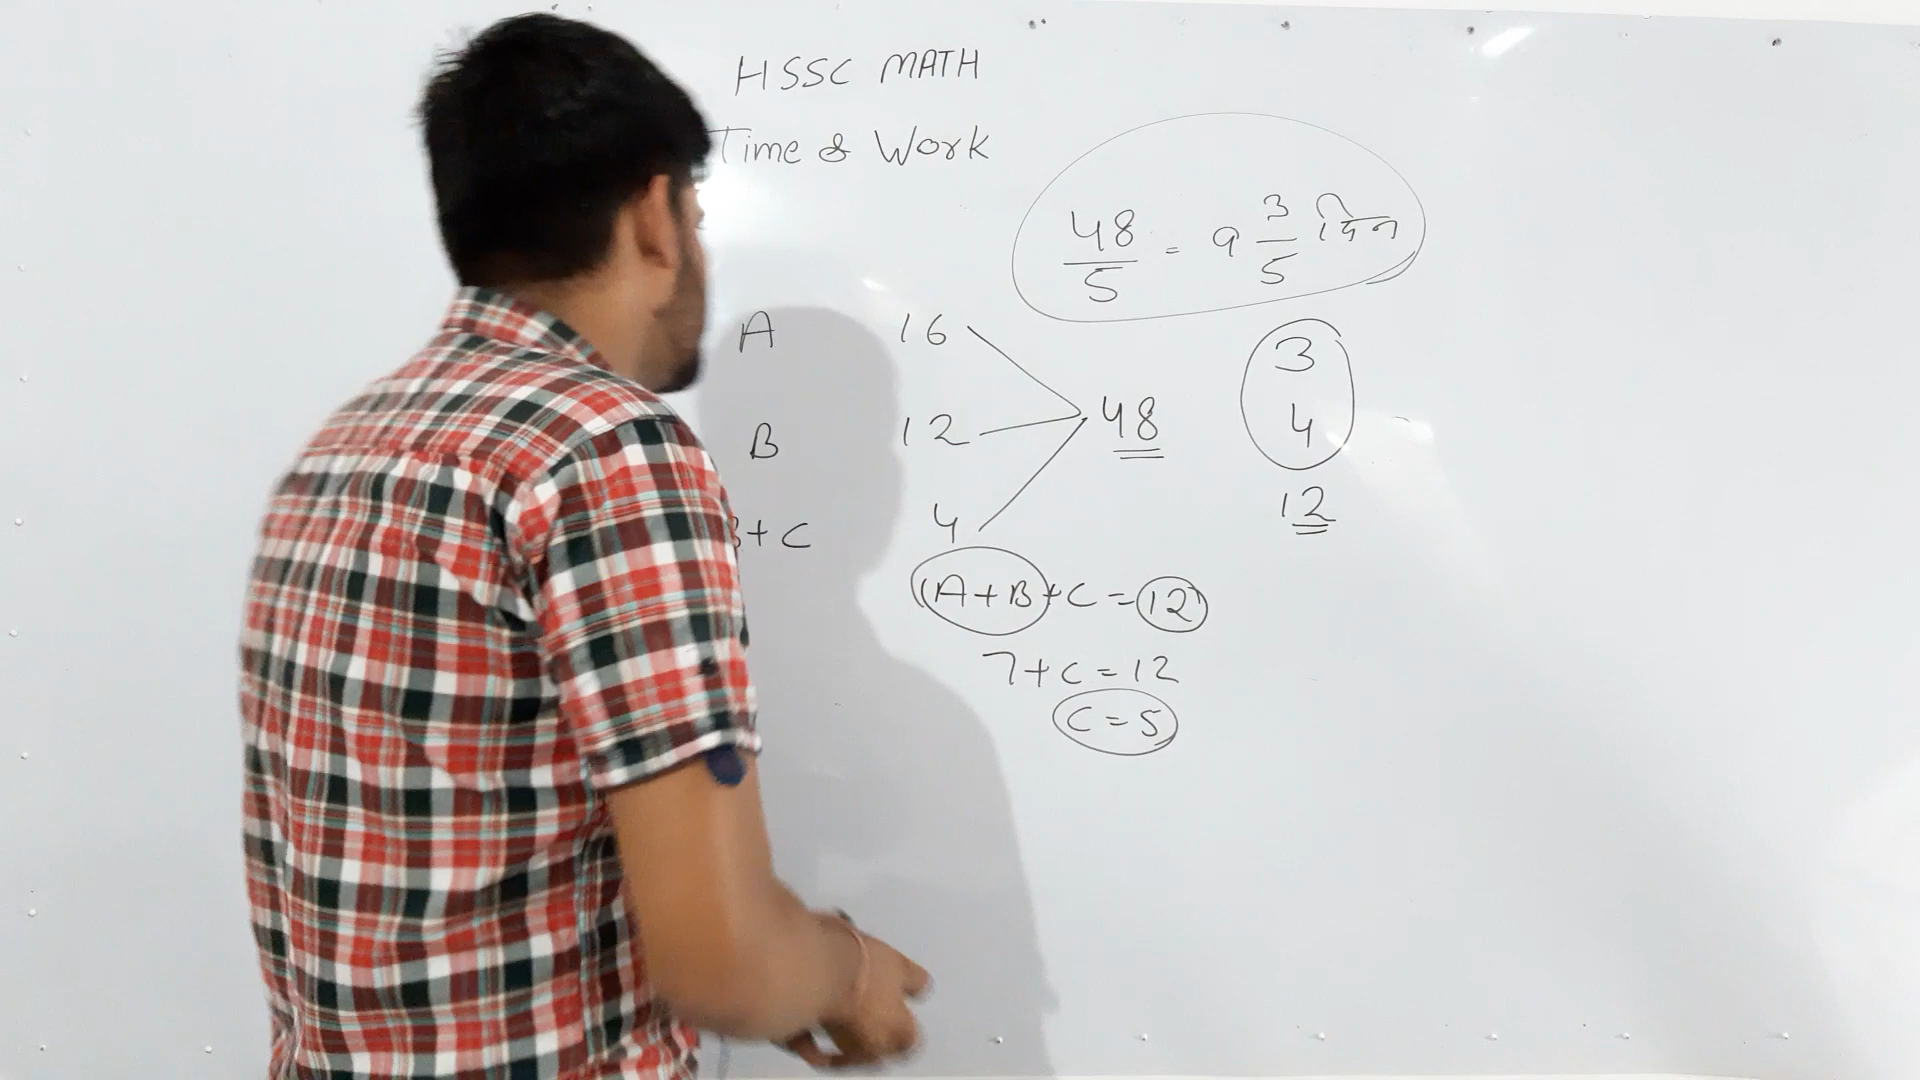 HSSC MATH
Time & Work
48/5 = 9 3/5 दिन
A 16 3
B 12 48 4
B+C 4 12
(A+B)+C=12
7+C=12
C=5